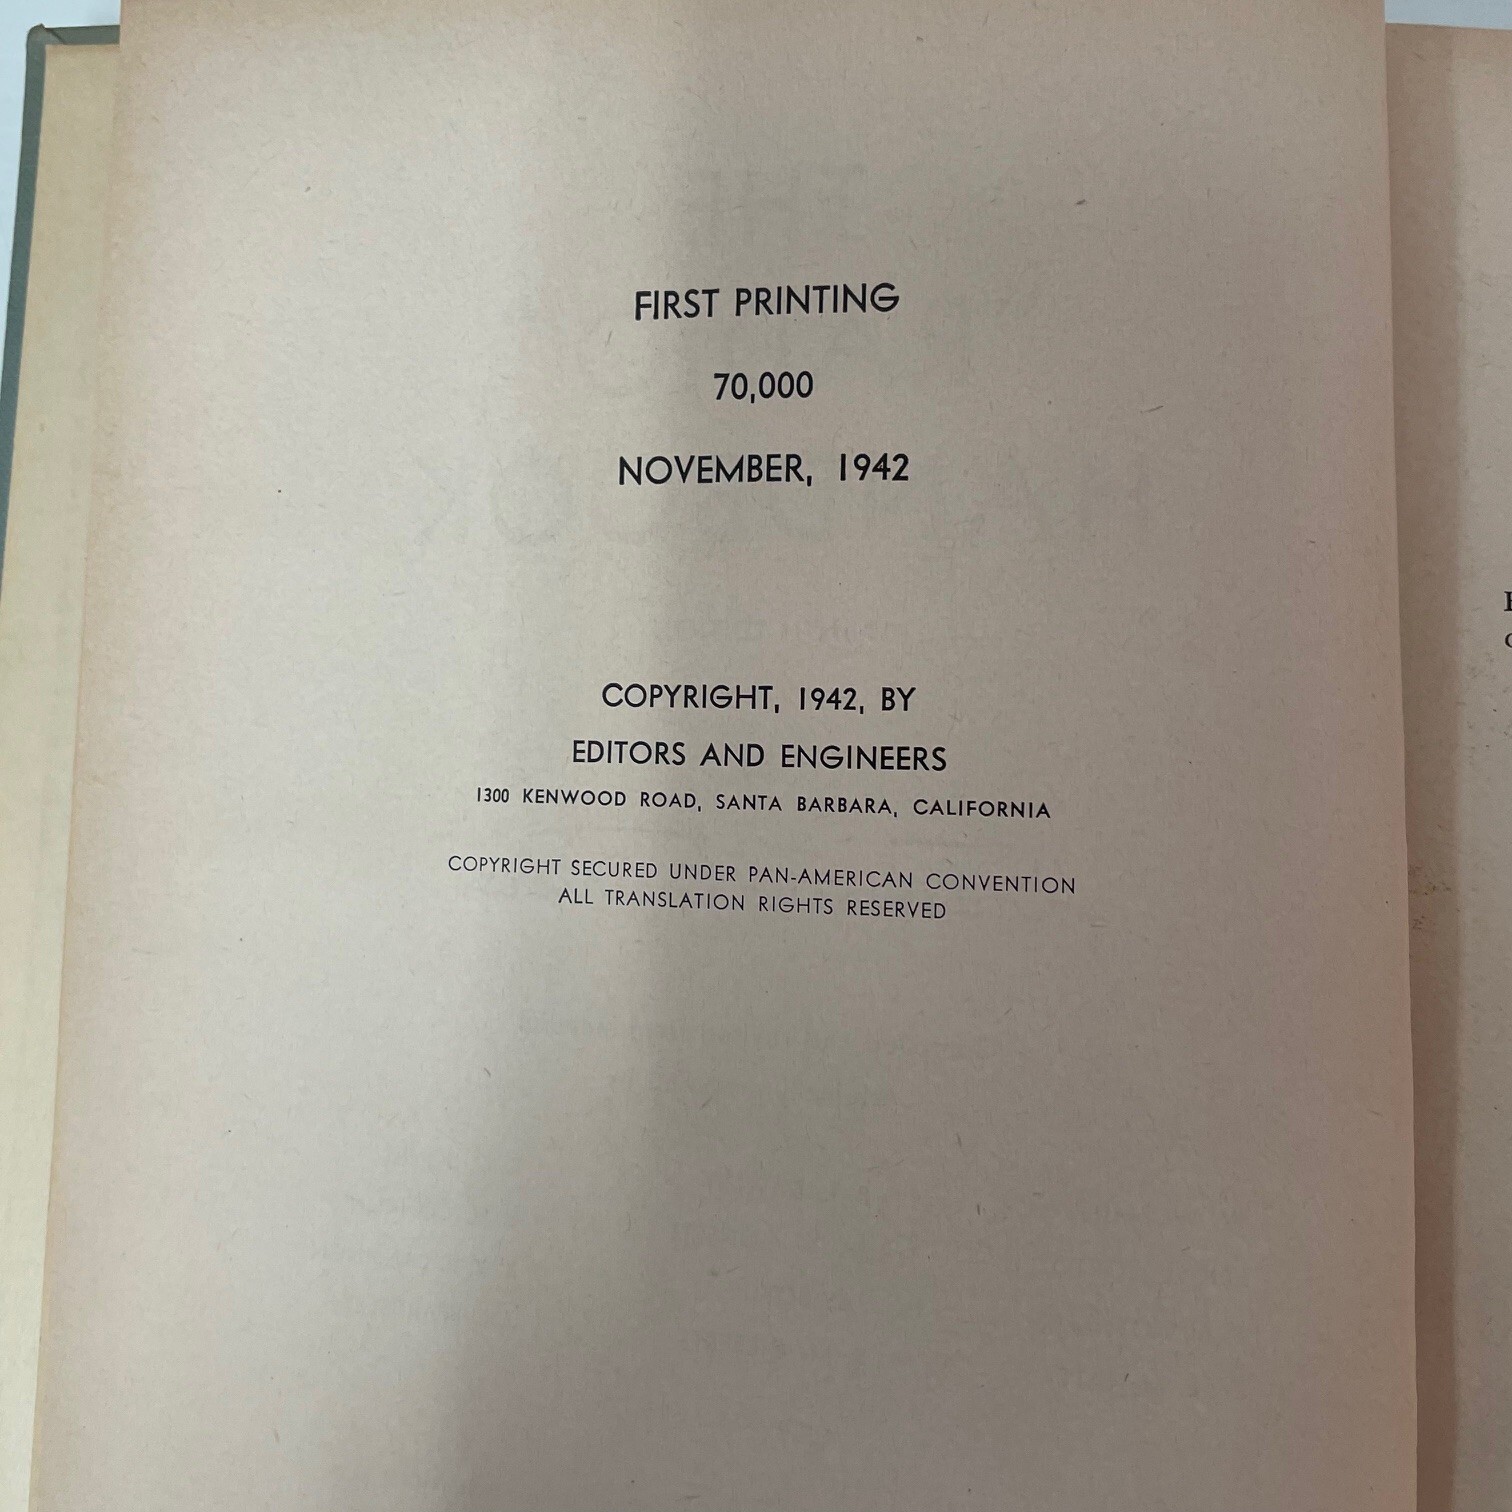 FIRST PRINTING
70,000
NOVEMBER, 1942
COPYRIGHT, 1942, BY
EDITORS AND ENGINEERS
1300 KENWOOD ROAD, SANTA BARBARA, CALIFORNIA
COPYRIGHT SECURED UNDER PAN-AMERICAN CONVENTION
ALL TRANSLATION RIGHTS RESERVED